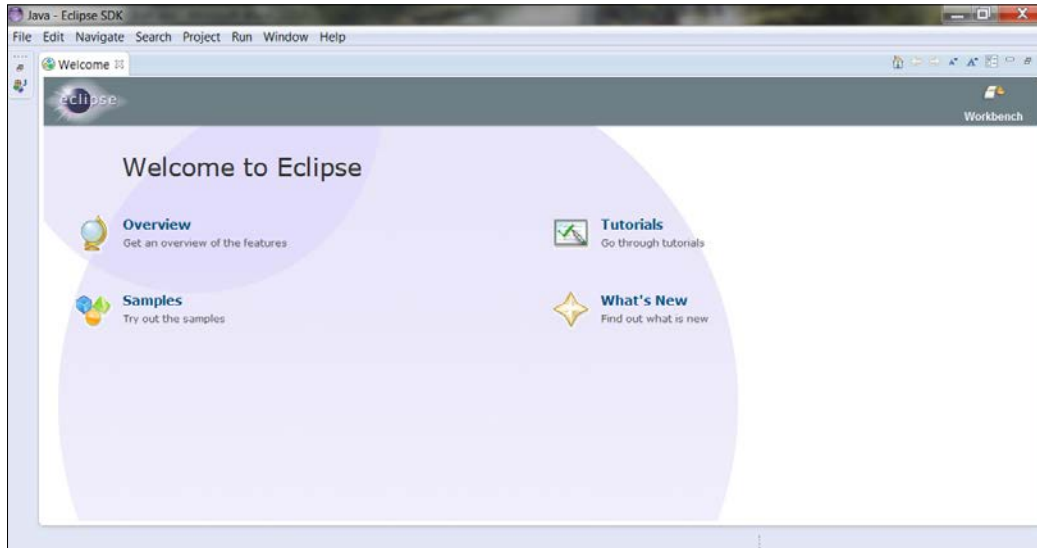 Java - Eclipse SDK
File Edit Navigate Search Project Run Window Help
Welcome
eclipse
Workbench
Welcome to Eclipse
Overview
Get an overview of the features
Tutorials
Go through tutorials
Samples
Try out the samples
What's New
Find out what is new